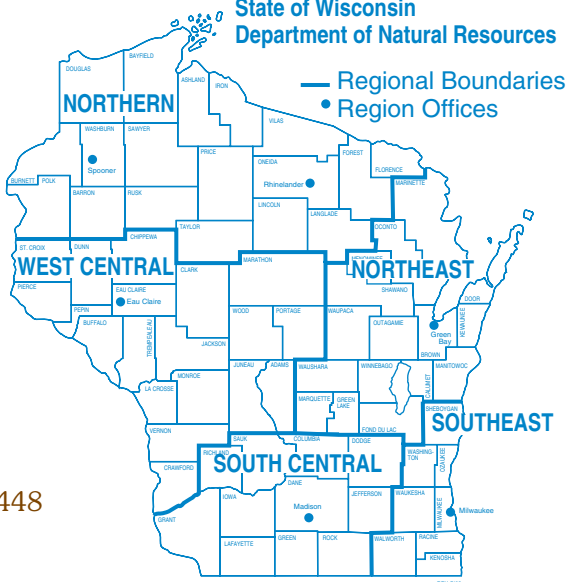 State of Wisconsin
Department of Natural Resources
Regional Boundaries
Region Offices
BAYFIELD
DOUGLAS
ASHLAND
IRON
NORTHERN
VILAS
WASHBURN
SAWYER
PRICE
FOREST
ONEIDA
FLORENCE
Spooner
Rhinelander
BURNETT
POLK
MARINETTE
BARRON
RUSK
LINCOLN
LANGLADE
TAYLOR
OCONTO
CHIPPEWA
ST. CROIX
DUNN
WEST CENTRAL
MARATHON
NORTHEAST
CLARK
PIERCE
EAU CLAIRE
SHAWANO
Eau Claire
DOOR
PEPIN
WOOD
PORTAGE
WAUPACA
BUFFALO
TREMPEALEAU
OUTAGAMIE
KEWAUNEE
Green
Bay
JACKSON
BROWN
JUNEAU
ADAMS
WAUSHARA
WINNEBAGO
MANITOWOC
CALUMET
MONROE
LA CROSSE
MARQUETTE
GREEN
LAKE
SHEBOYGAN
SOUTHEAST
VERNON
FOND DU LAC
SAUK
COLUMBIA
DODGE
RICHLAND
WASHING-
TON
OZAUKEE
SOUTH CENTRAL
CRAWFORD
DANE
IOWA
JEFFERSON
WAUKESHA
MILWAUKEE
448
GRANT
Madison
Milwaukee
LAFAYETTE
GREEN
ROCK
WALWORTH
RACINE
KENOSHA